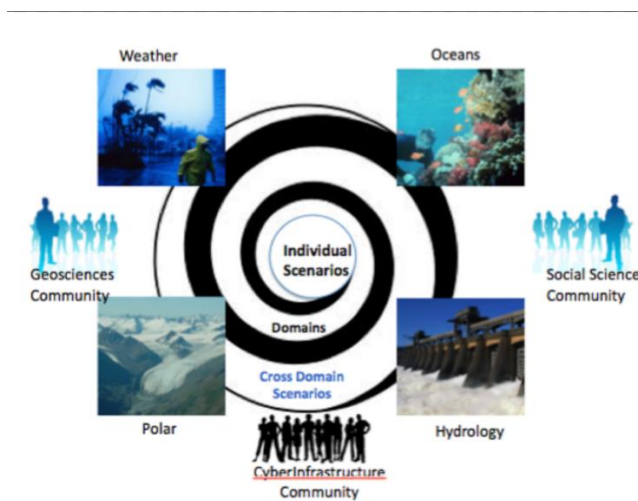 Weather
Oceans
Individual
Scenarios
Geosciences
Community
Social Science
Community
Domains
Cross Domain
Scenarios
Polar
Hydrology
CyberInfrastructure
Community